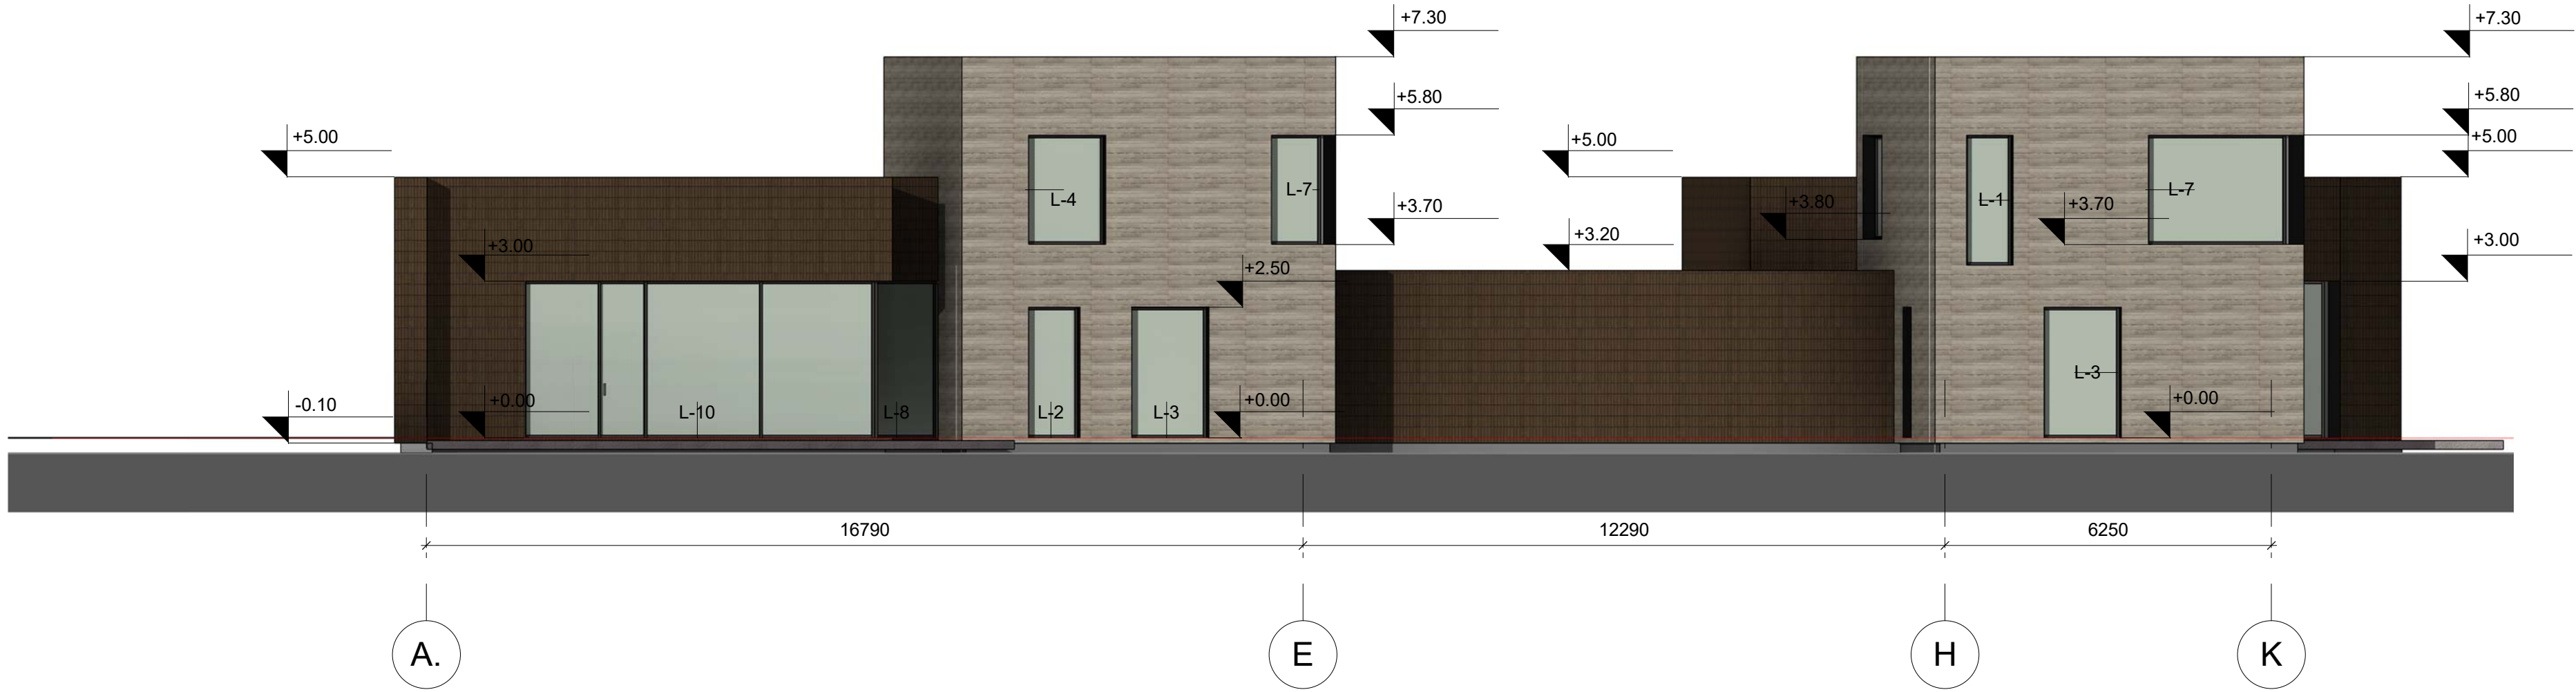 +7.30
+7.30
+5.80
+5.80
+5.00
+5.00
+5.00
L-4
L-7
L-1
L-7
+3.80
+3.70
+3.70
+3.20
+3.00
+3.00
+2.50
-0.10
+0.00
L-10
L-8
L-2
L-3
+0.00
L-3
+0.00
16790
12290
6250
A.
E
H
K